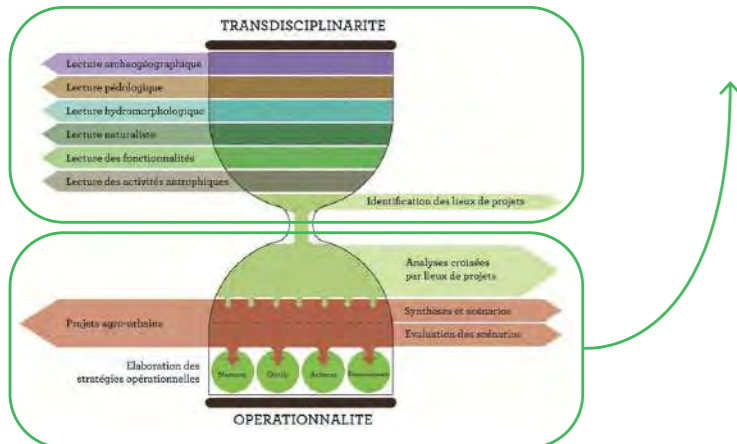 TRANSDISCIPLINARITE
Lecture archeogéographique
Lecture pédologique
Lecture hydromorphologique
Lecture naturaliste
Lecture des fonctionnalités
Lecture des activités antrophiques
Identification des lieux de projets
Analyses croisées
par lieux de projets
Projets agro-urbains
Synthèses et scénarios
Evaluation des scénarios
Elaboration des
stratégies opérationnelles
Outils
Acteurs
OPERATIONNALITE